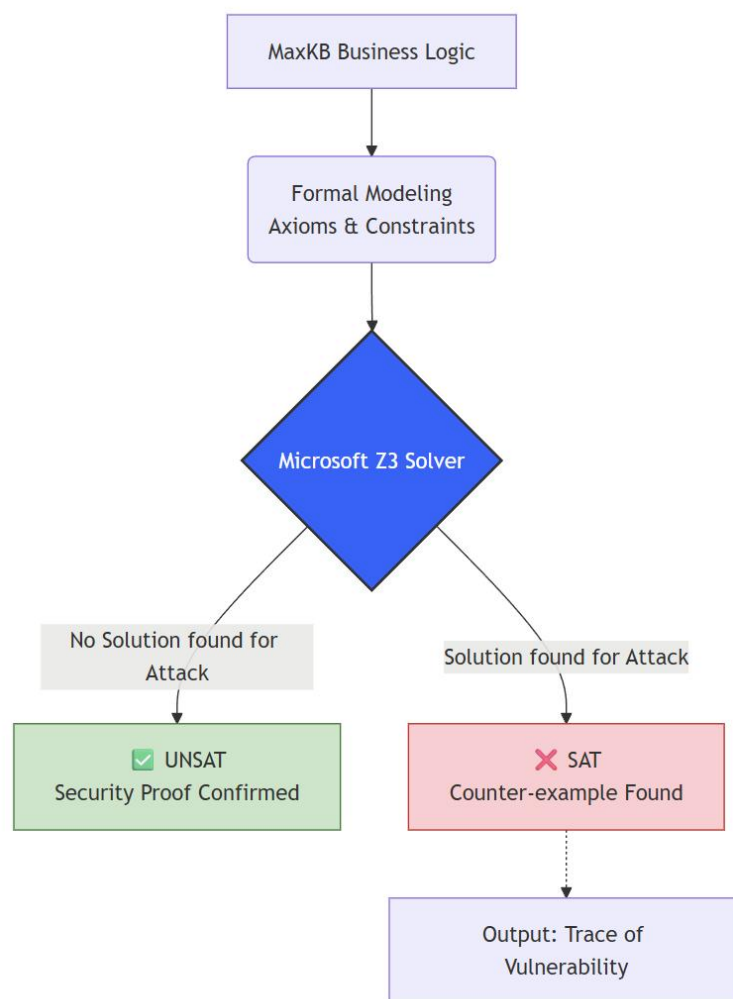 MaxKB Business Logic
Formal Modeling
Axioms & Constraints
Microsoft Z3 Solver
No Solution found for
Attack
Solution found for Attack
✅ UNSAT
Security Proof Confirmed
❌ SAT
Counter-example Found
Output: Trace of
Vulnerability